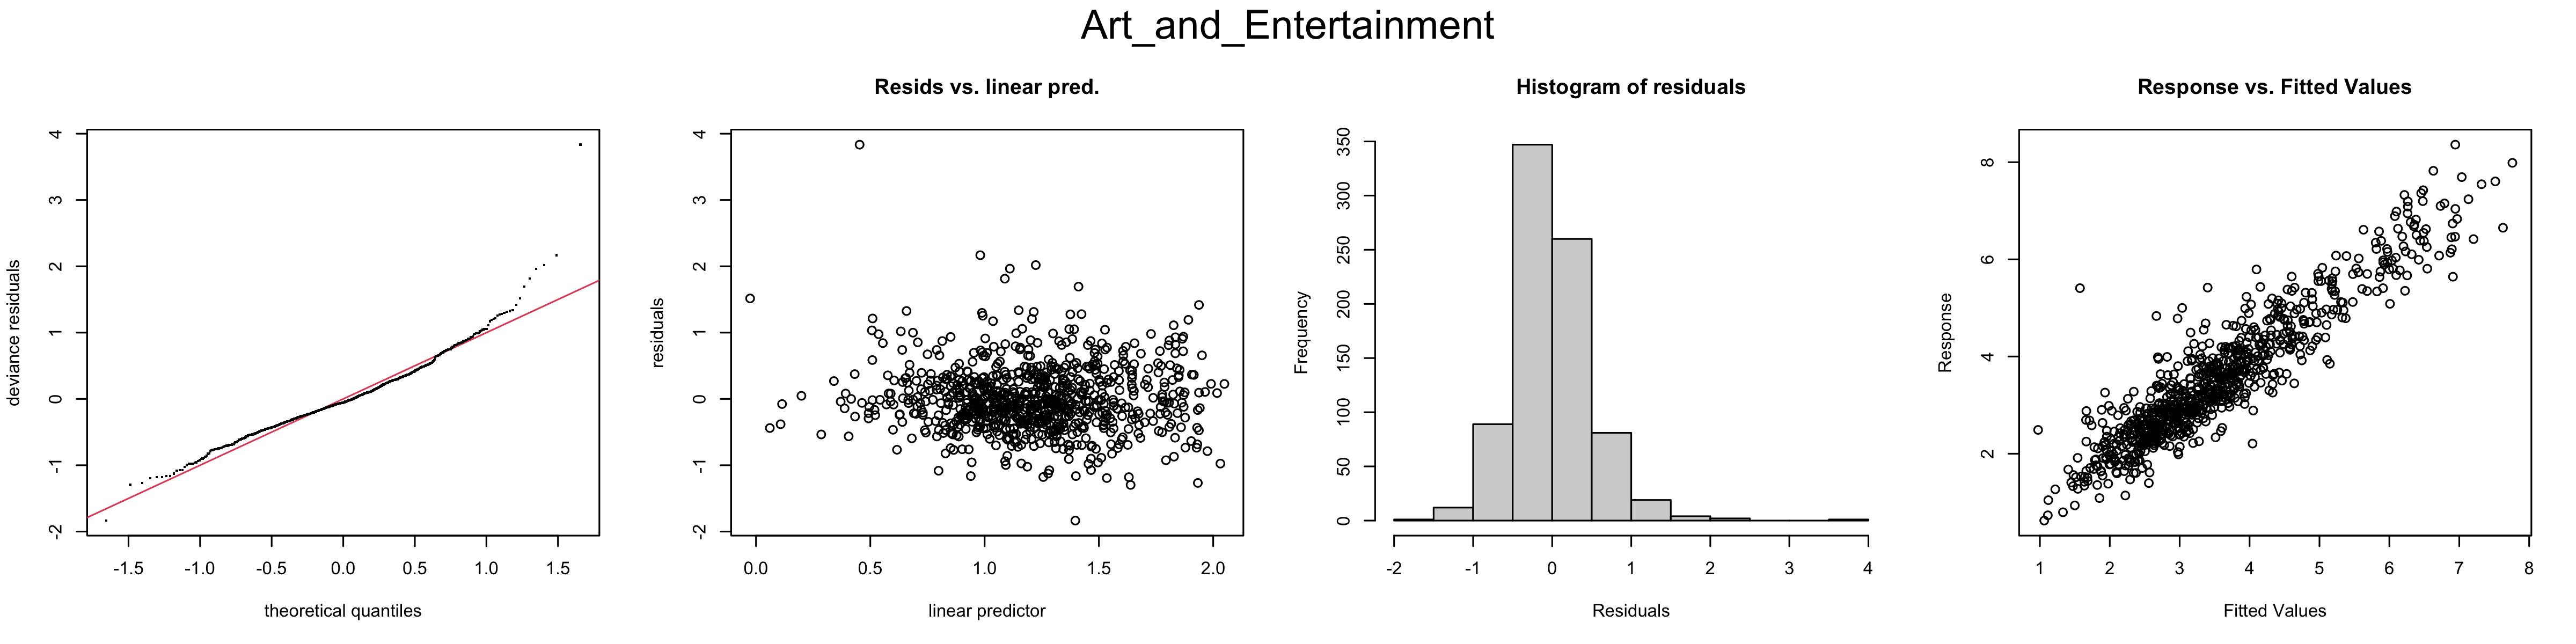 Art_and_Entertainment
deviance residuals
4
3
2
1
0
-1
-2
-1.5 -1.0 -0.5 0.0 0.5 1.0 1.5
theoretical quantiles
Resids vs. linear pred.
residuals
4
3
2
1
0
-1
-2
0.0 0.5 1.0 1.5 2.0
linear predictor
Histogram of residuals
Frequency
350
300
250
200
150
100
50
0
-2 -1 0 1 2 3 4
Residuals
Response vs. Fitted Values
Response
8
6
4
2
1 2 3 4 5 6 7 8
Fitted Values